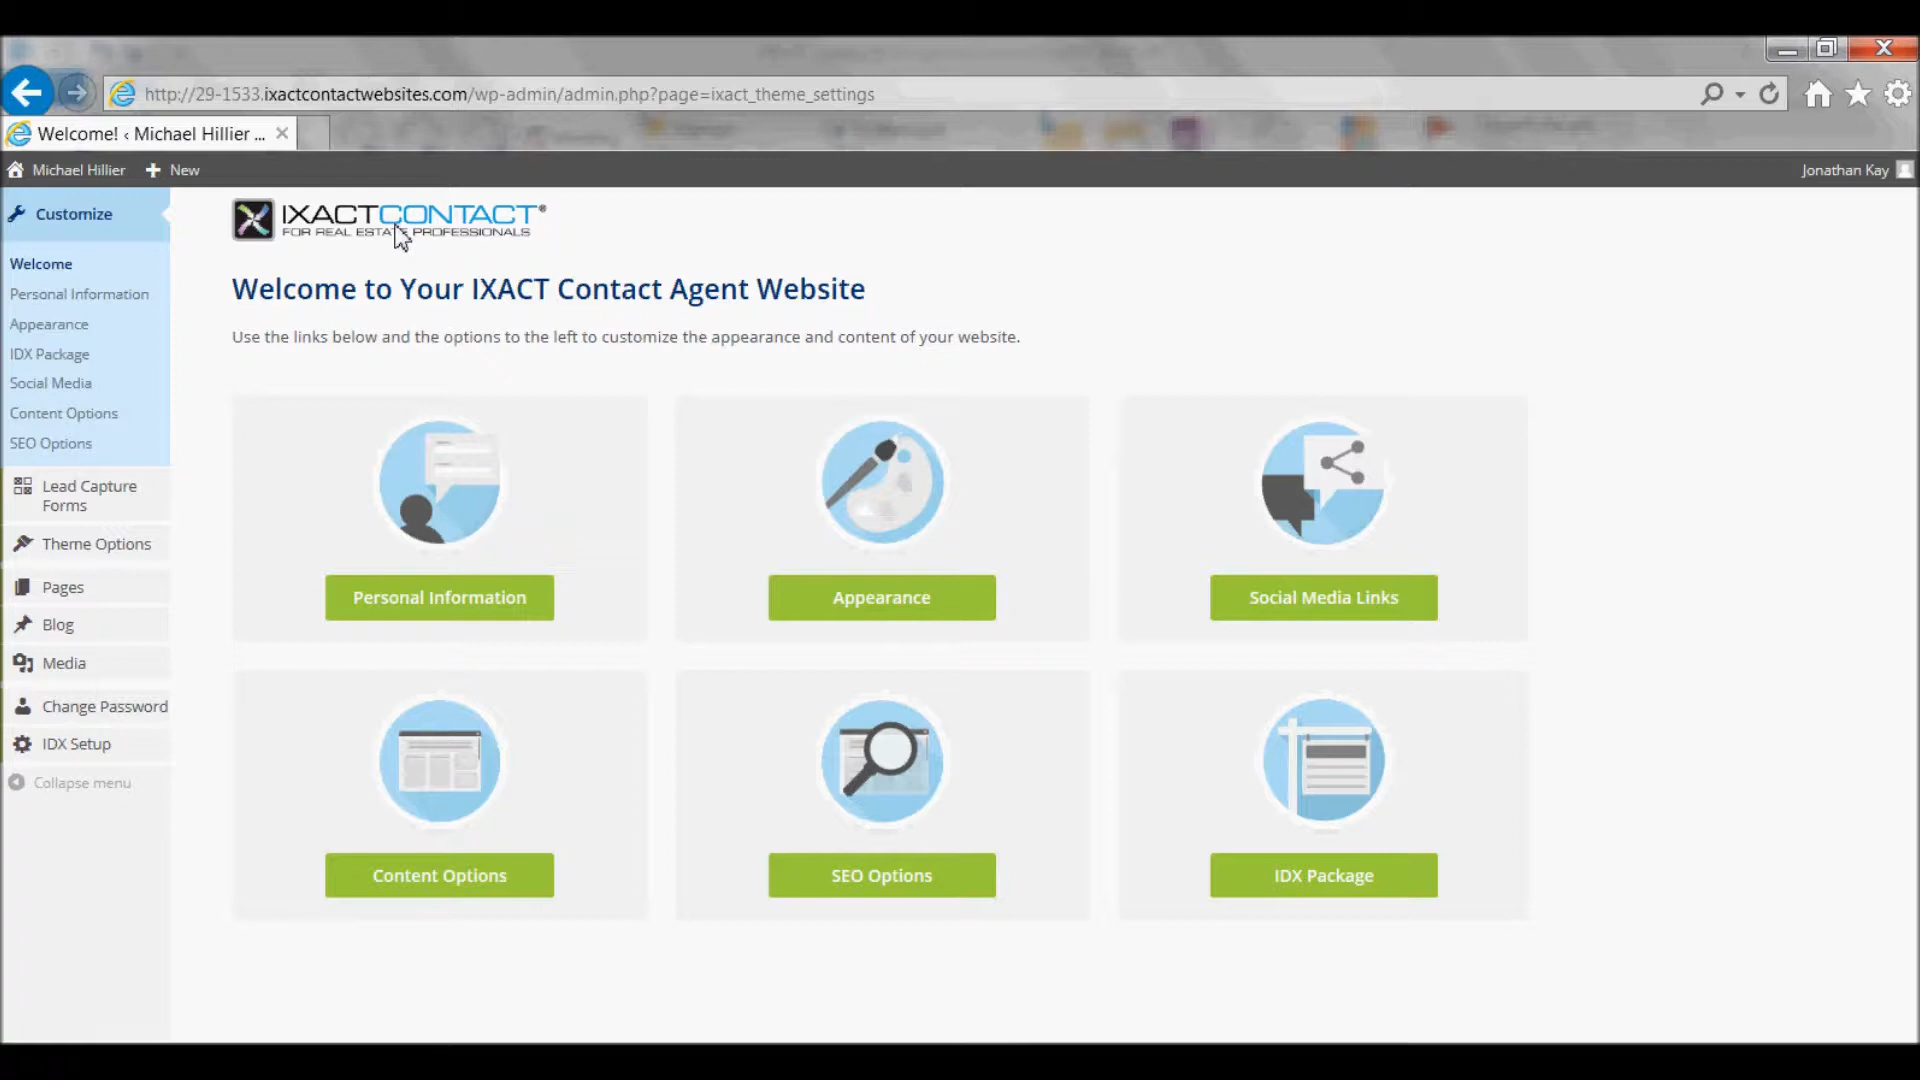 http://29-1533.ixactcontactwebsites.com/wp-admin/admin.php?page=ixact_theme_settings
Welcome! ‹ Michael Hillier ...
Michael Hillier
New
Jonathan Kay
Customize
Welcome
Personal Information
Appearance
IDX Package
Social Media
Content Options
SEO Options
Lead Capture
Forms
Theme Options
Pages
Blog
Media
Change Password
IDX Setup
Collapse menu
IXACTCONTACT®
FOR REAL ESTATE PROFESSIONALS
Welcome to Your IXACT Contact Agent Website
Use the links below and the options to the left to customize the appearance and content of your website.
Personal Information
Appearance
Social Media Links
Content Options
SEO Options
IDX Package